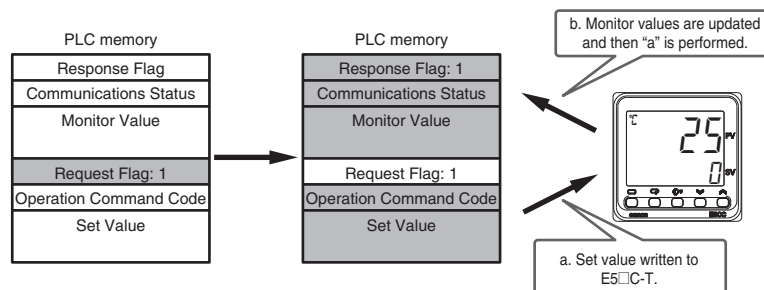 PLC memory
Response Flag
Communications Status
Monitor Value
Request Flag: 1
Operation Command Code
Set Value
PLC memory
Response Flag: 1
Communications Status
Monitor Value
Request Flag: 1
Operation Command Code
Set Value
b. Monitor values are updated
and then “a” is performed.
°C
25 PV
0 SV
omron E5CC
a. Set value written to
E5□C-T.